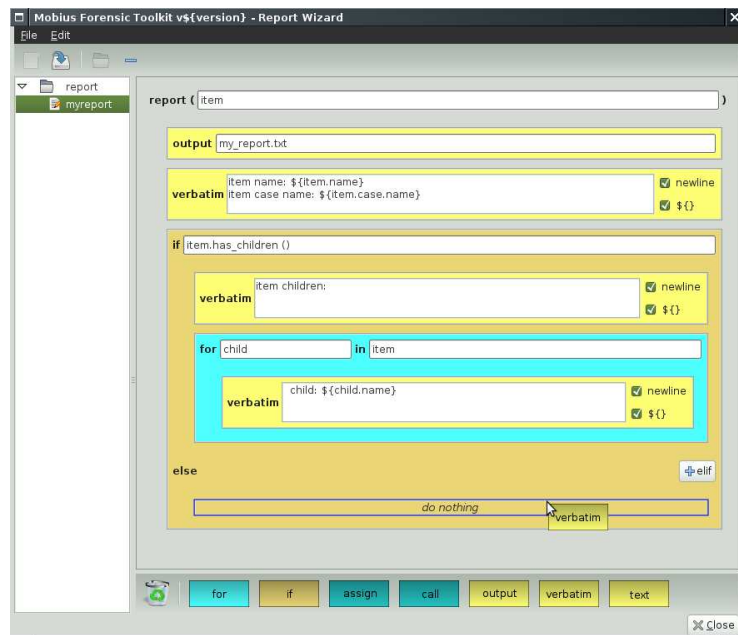 Mobius Forensic Toolkit v${version} - Report Wizard
File Edit
report
myreport
report ( item )
output my_report.txt
verbatim item name: ${item.name}
item case name: ${item.case.name}
newline
${}
if item.has_children ()
verbatim item children:
newline
${}
for child in item
verbatim child: ${child.name}
newline
${}
else
elif
do nothing
verbatim
for if assign call output verbatim text
Close